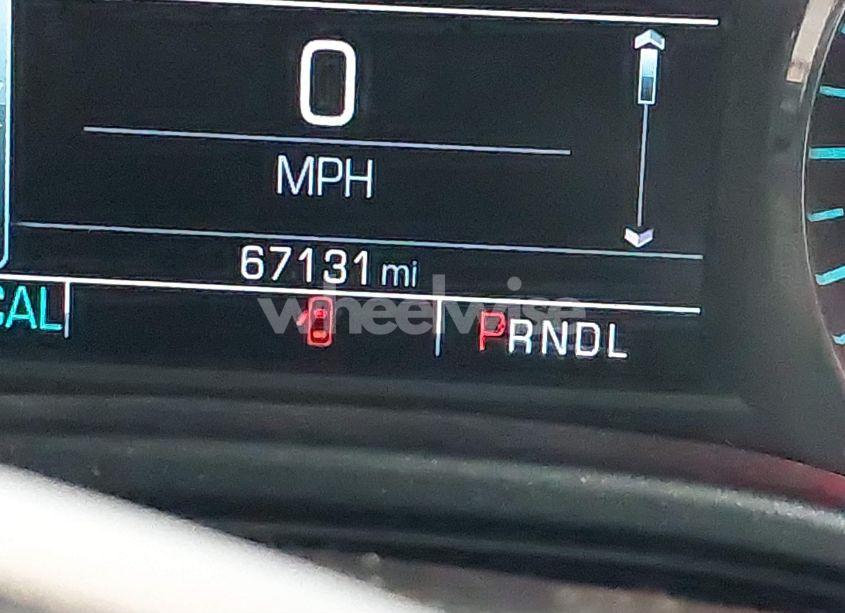 0
MPH
67131 mi
CAL
wheelwise
PRNDL